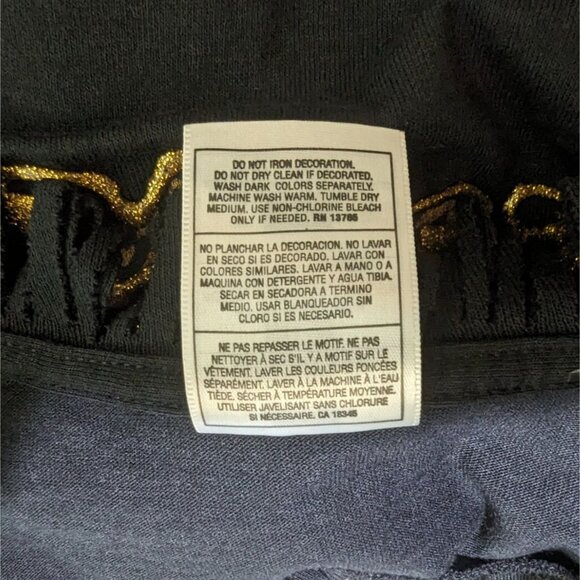 DO NOT IRON DECORATION.
DO NOT DRY CLEAN IF DECORATED.
WASH DARK COLORS SEPARATELY.
MACHINE WASH WARM. TUMBLE DRY
MEDIUM. USE NON-CHLORINE BLEACH
ONLY IF NEEDED. RN 13765
NO PLANCHAR LA DECORACION. NO LAVAR
EN SECO SI ES DECORADO. LAVAR CON
COLORES SIMILARES. LAVAR A MANO O A
MAQUINA CON DETERGENTE Y AGUA TIBIA.
SECAR EN SECADORA A TERMINO
MEDIO. USAR BLANQUEADOR SIN
CLORO SI ES NECESARIO.
NE PAS REPASSER LE MOTIF. NE PAS
NETTOYER À SEC S'IL Y A MOTIF SUR LE
VÊTEMENT. LAVER LES COULEURS FONCÉES
SÉPARÉMENT. LAVER À LA MACHINE À L'EAU
TIÈDE. SÉCHER À TEMPÉRATURE MOYENNE.
UTILISER JAVELISANT SANS CHLORURE
SI NÉCESSAIRE. CA 18345